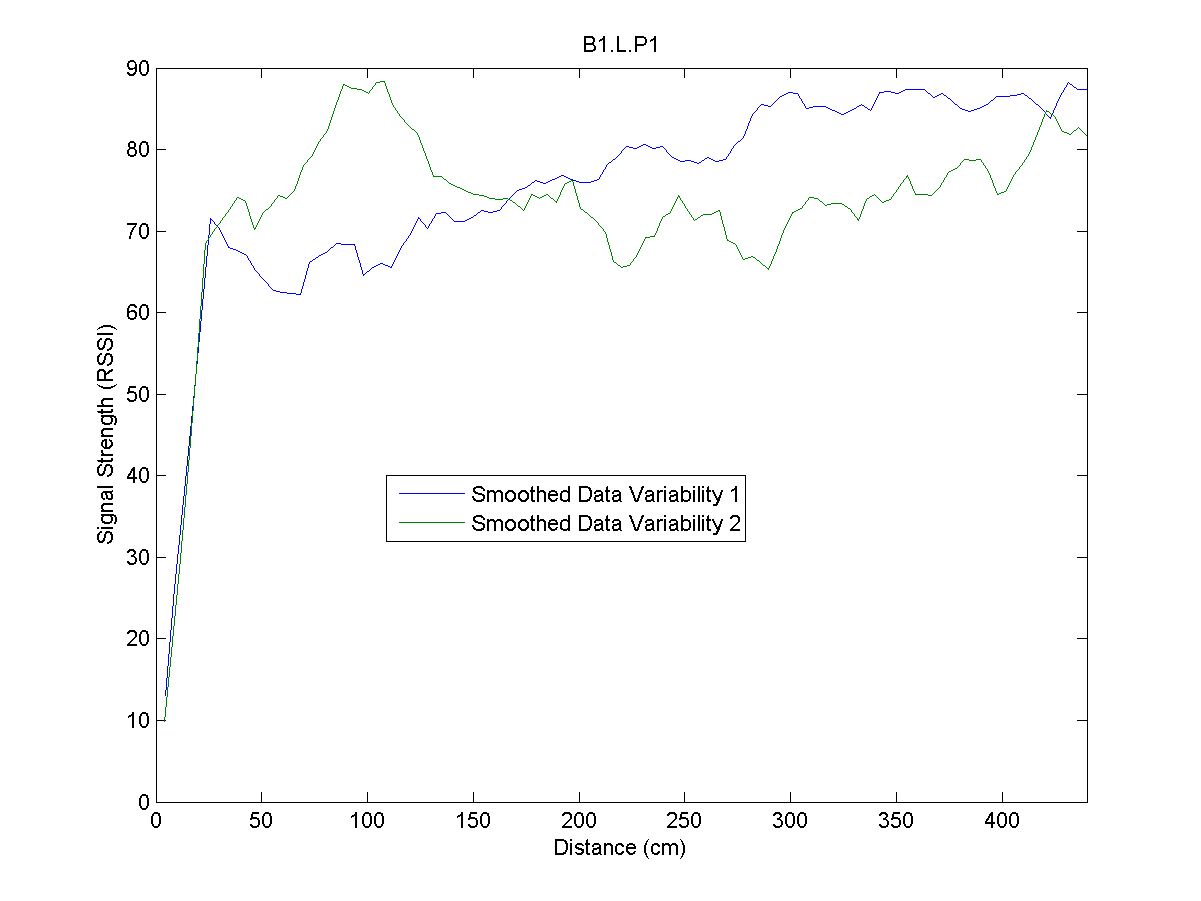 B1.L.P1
90
80
70
60
50
40
30
20
10
0
Signal Strength (RSSI)
Smoothed Data Variability 1
Smoothed Data Variability 2
0 50 100 150 200 250 300 350 400
Distance (cm)